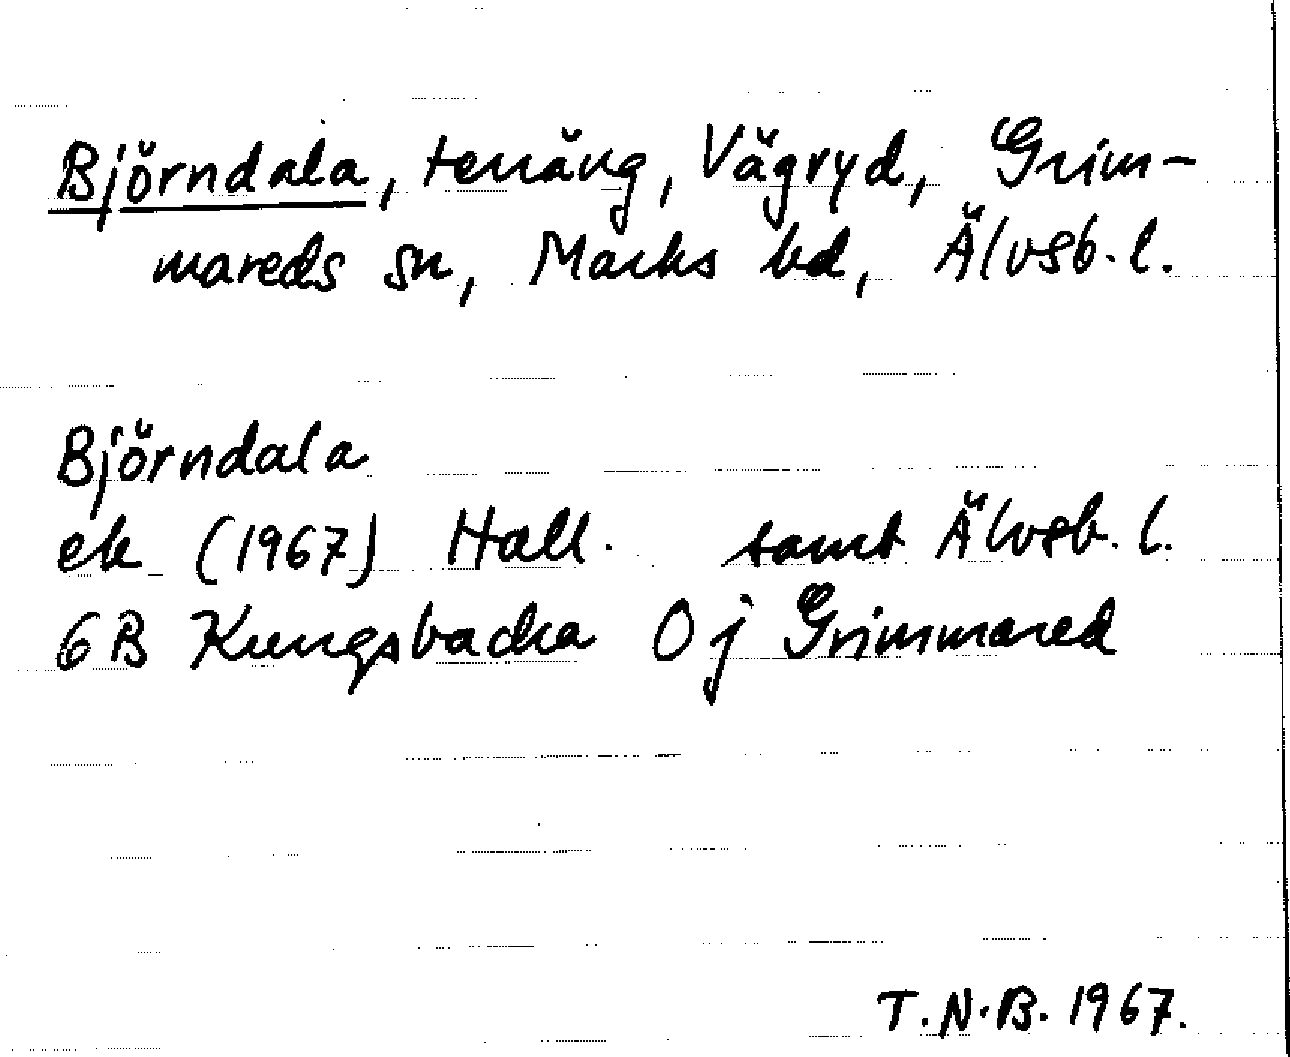 Björndala, terräng, Vägryd, Grim-
mareds sn, Marks hd, Älvsb. l.
Björndala
ek (1967) Hall. samt Älvsb. l.
6B Kungsbacka 0j Grimmared
T.N.B. 1967.